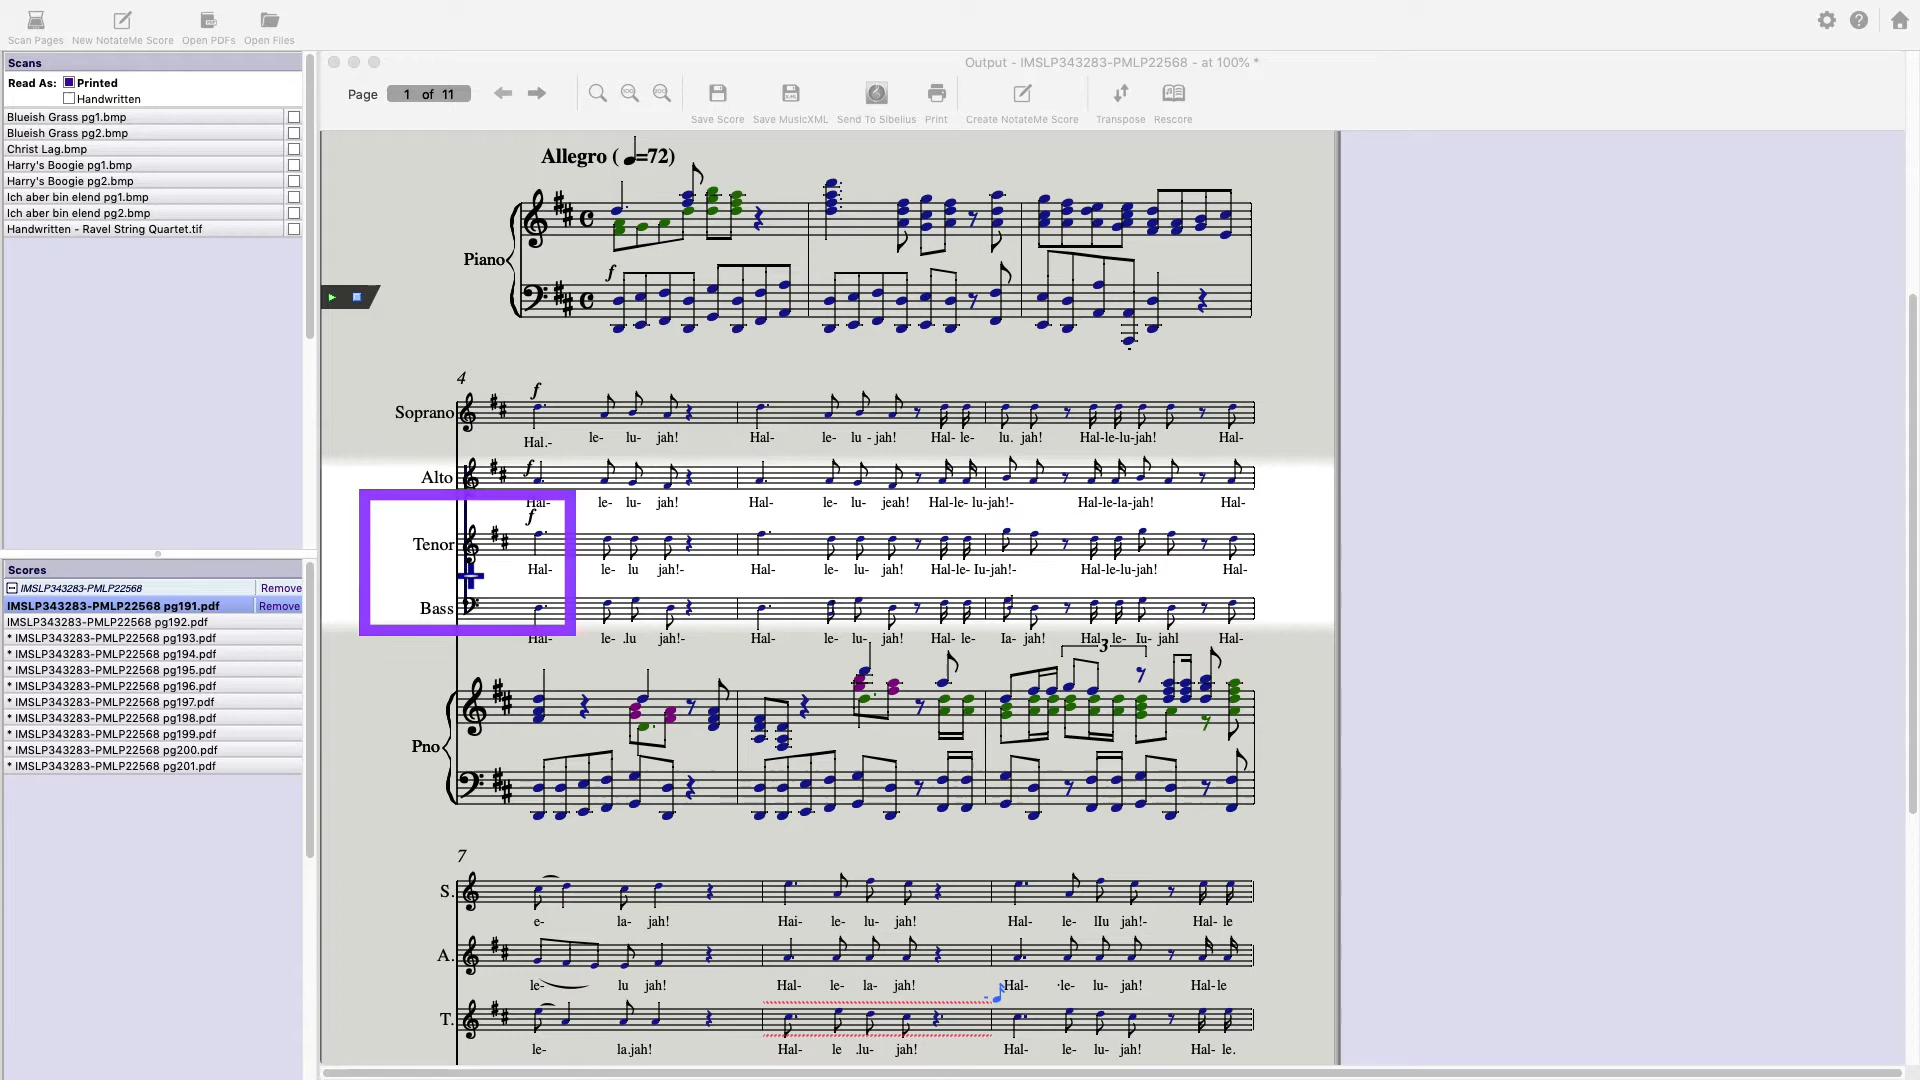 Scan Pages New NotateMe Score Open PDFs Open Files
Scans
Read As: Printed
Handwritten
Blueish Grass pg1.bmp
Blueish Grass pg2.bmp
Christ Lag.bmp
Harry's Boogie pg1.bmp
Harry's Boogie pg2.bmp
Ich aber bin elend pg1.bmp
Ich aber bin elend pg2.bmp
Handwritten - Ravel String Quartet.tif
Scores
IMSLP343283-PMLP22568 Remove
IMSLP343283-PMLP22568 pg191.pdf Remove
IMSLP343283-PMLP22568 pg192.pdf
* IMSLP343283-PMLP22568 pg193.pdf
* IMSLP343283-PMLP22568 pg194.pdf
* IMSLP343283-PMLP22568 pg195.pdf
* IMSLP343283-PMLP22568 pg196.pdf
* IMSLP343283-PMLP22568 pg197.pdf
* IMSLP343283-PMLP22568 pg198.pdf
* IMSLP343283-PMLP22568 pg199.pdf
* IMSLP343283-PMLP22568 pg200.pdf
* IMSLP343283-PMLP22568 pg201.pdf
Output - IMSLP343283-PMLP22568 - at 100% *
Page 1 of 11
Save Score Save MusicXML Send To Sibelius Print Create NotateMe Score Transpose Rescore
Allegro ( =72)
Piano
f
4
f
Soprano
Hal.- le- lu- jah! Hal- le- lu - jah! Hal- le- lu. jah! Hal-le-lu-jah! Hal-
Alto f
Hal- le- lu- jah! Hal- le- lu- jeah! Hal-le- lu-jah!- Hal-le-la-jah! Hal-
f
Tenor
Hal- le- lu jah!- Hal- le- lu- jah! Hal-le- Iu-jah!- Hal-le-lu-jah! Hal-
Bass
Hal- le- .lu jah!- Hal- le- lu- jah! Hal- le- Ia- jah! Hal- le- Iu- jahl Hal-
3
Pno
7
S.
e- la- jah! Hai- le- lu- jah! Hal- le- lIu jah!- Hal- le
A.
le- lu jah! Hal- le- la- jah! Hal- ·le- lu- jah! Hal-le
T.
le- la.jah! Hal- le .lu- jah! Hal- le- lu- jah! Hal- le.